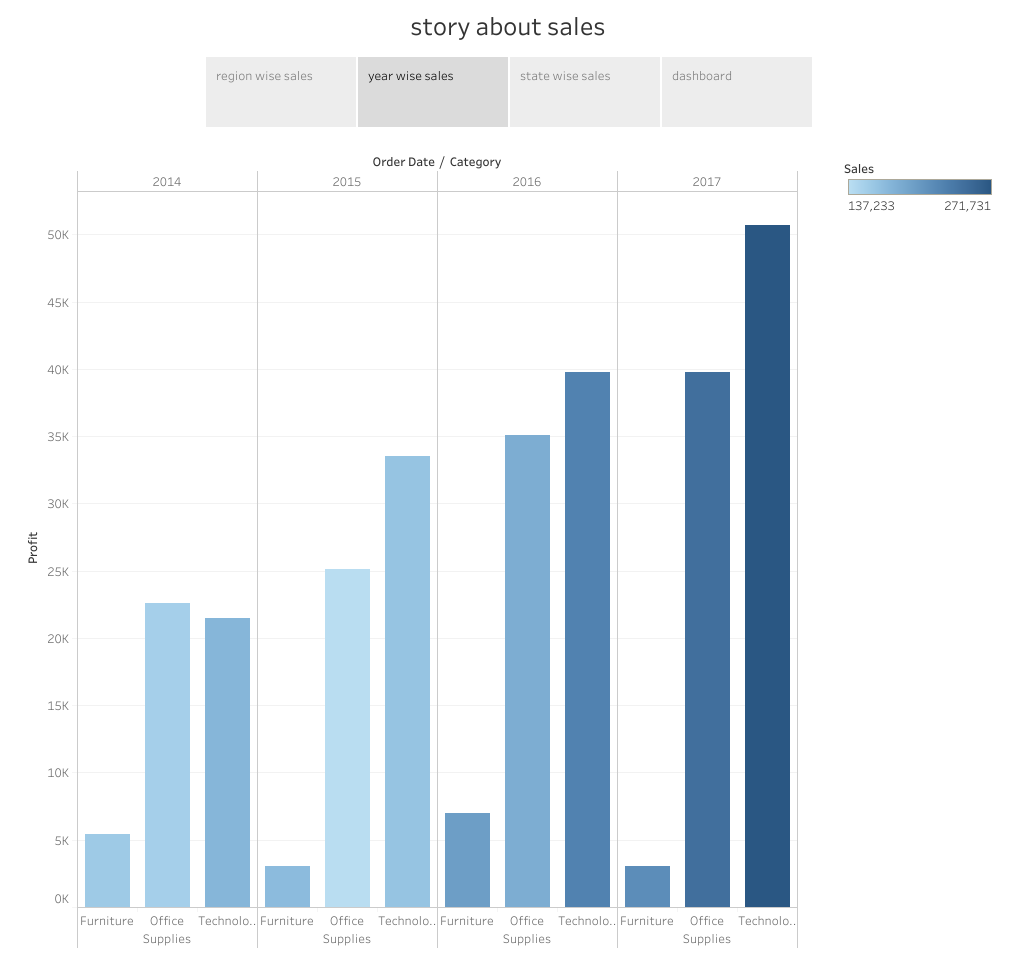 story about sales
region wise sales
year wise sales
state wise sales
dashboard
Order Date / Category
2014
2015
2016
2017
Sales
137,233
271,731
50K
45K
40K
35K
30K
25K
20K
15K
10K
5K
0K
Profit
Furniture
Office
Supplies
Technolo..
Furniture
Office
Supplies
Technolo..
Furniture
Office
Supplies
Technolo..
Furniture
Office
Supplies
Technolo..